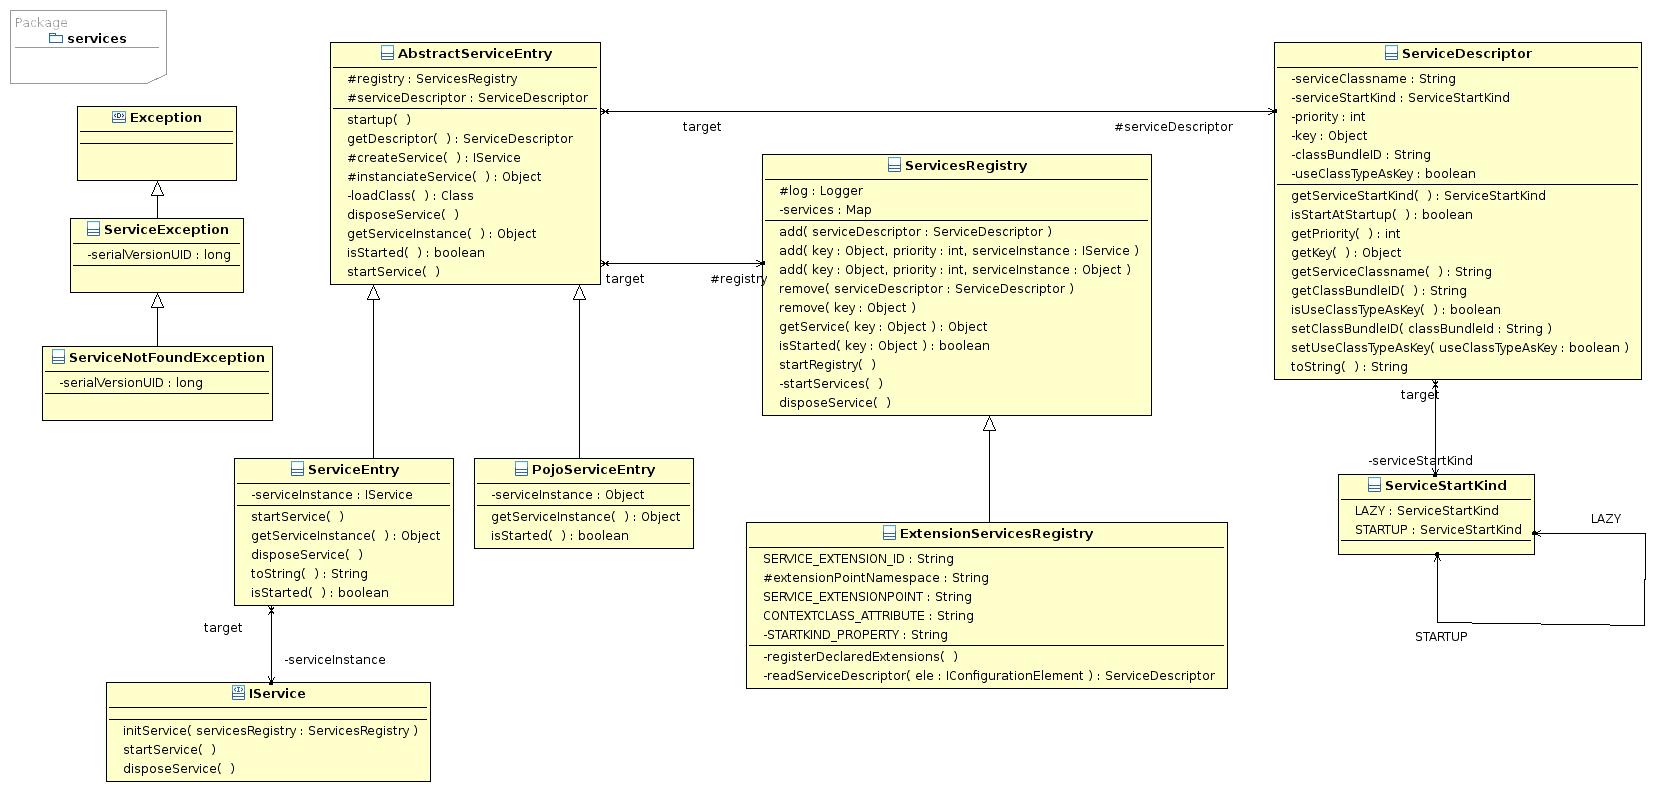 Package
services
Exception
ServiceException
-serialVersionUID : long
ServiceNotFoundException
-serialVersionUID : long
AbstractServiceEntry
#registry : ServicesRegistry
#serviceDescriptor : ServiceDescriptor
startup(  )
getDescriptor(  ) : ServiceDescriptor
#createService(  ) : IService
#instanciateService(  ) : Object
-loadClass(  ) : Class
disposeService(  )
getServiceInstance(  ) : Object
isStarted(  ) : boolean
startService(  )
target
#serviceDescriptor
target
#registry
ServicesRegistry
#log : Logger
-services : Map
add( serviceDescriptor : ServiceDescriptor )
add( key : Object, priority : int, serviceInstance : IService )
add( key : Object, priority : int, serviceInstance : Object )
remove( serviceDescriptor : ServiceDescriptor )
remove( key : Object )
getService( key : Object ) : Object
isStarted( key : Object ) : boolean
startRegistry(  )
-startServices(  )
disposeService(  )
ServiceDescriptor
-serviceClassname : String
-serviceStartKind : ServiceStartKind
-priority : int
-key : Object
-classBundleID : String
-useClassTypeAsKey : boolean
getServiceStartKind(  ) : ServiceStartKind
isStartAtStartup(  ) : boolean
getPriority(  ) : int
getKey(  ) : Object
getServiceClassname(  ) : String
getClassBundleID(  ) : String
isUseClassTypeAsKey(  ) : boolean
setClassBundleID( classBundleId : String )
setUseClassTypeAsKey( useClassTypeAsKey : boolean )
toString(  ) : String
target
-serviceStartKind
ServiceStartKind
LAZY : ServiceStartKind
STARTUP : ServiceStartKind
LAZY
STARTUP
ServiceEntry
-serviceInstance : IService
startService(  )
getServiceInstance(  ) : Object
disposeService(  )
toString(  ) : String
isStarted(  ) : boolean
PojoServiceEntry
-serviceInstance : Object
getServiceInstance(  ) : Object
isStarted(  ) : boolean
ExtensionServicesRegistry
SERVICE_EXTENSION_ID : String
#extensionPointNamespace : String
SERVICE_EXTENSIONPOINT : String
CONTEXTCLASS_ATTRIBUTE : String
-STARTKIND_PROPERTY : String
-registerDeclaredExtensions(  )
-readServiceDescriptor( ele : IConfigurationElement ) : ServiceDescriptor
target
-serviceInstance
IService
initService( servicesRegistry : ServicesRegistry )
startService(  )
disposeService(  )